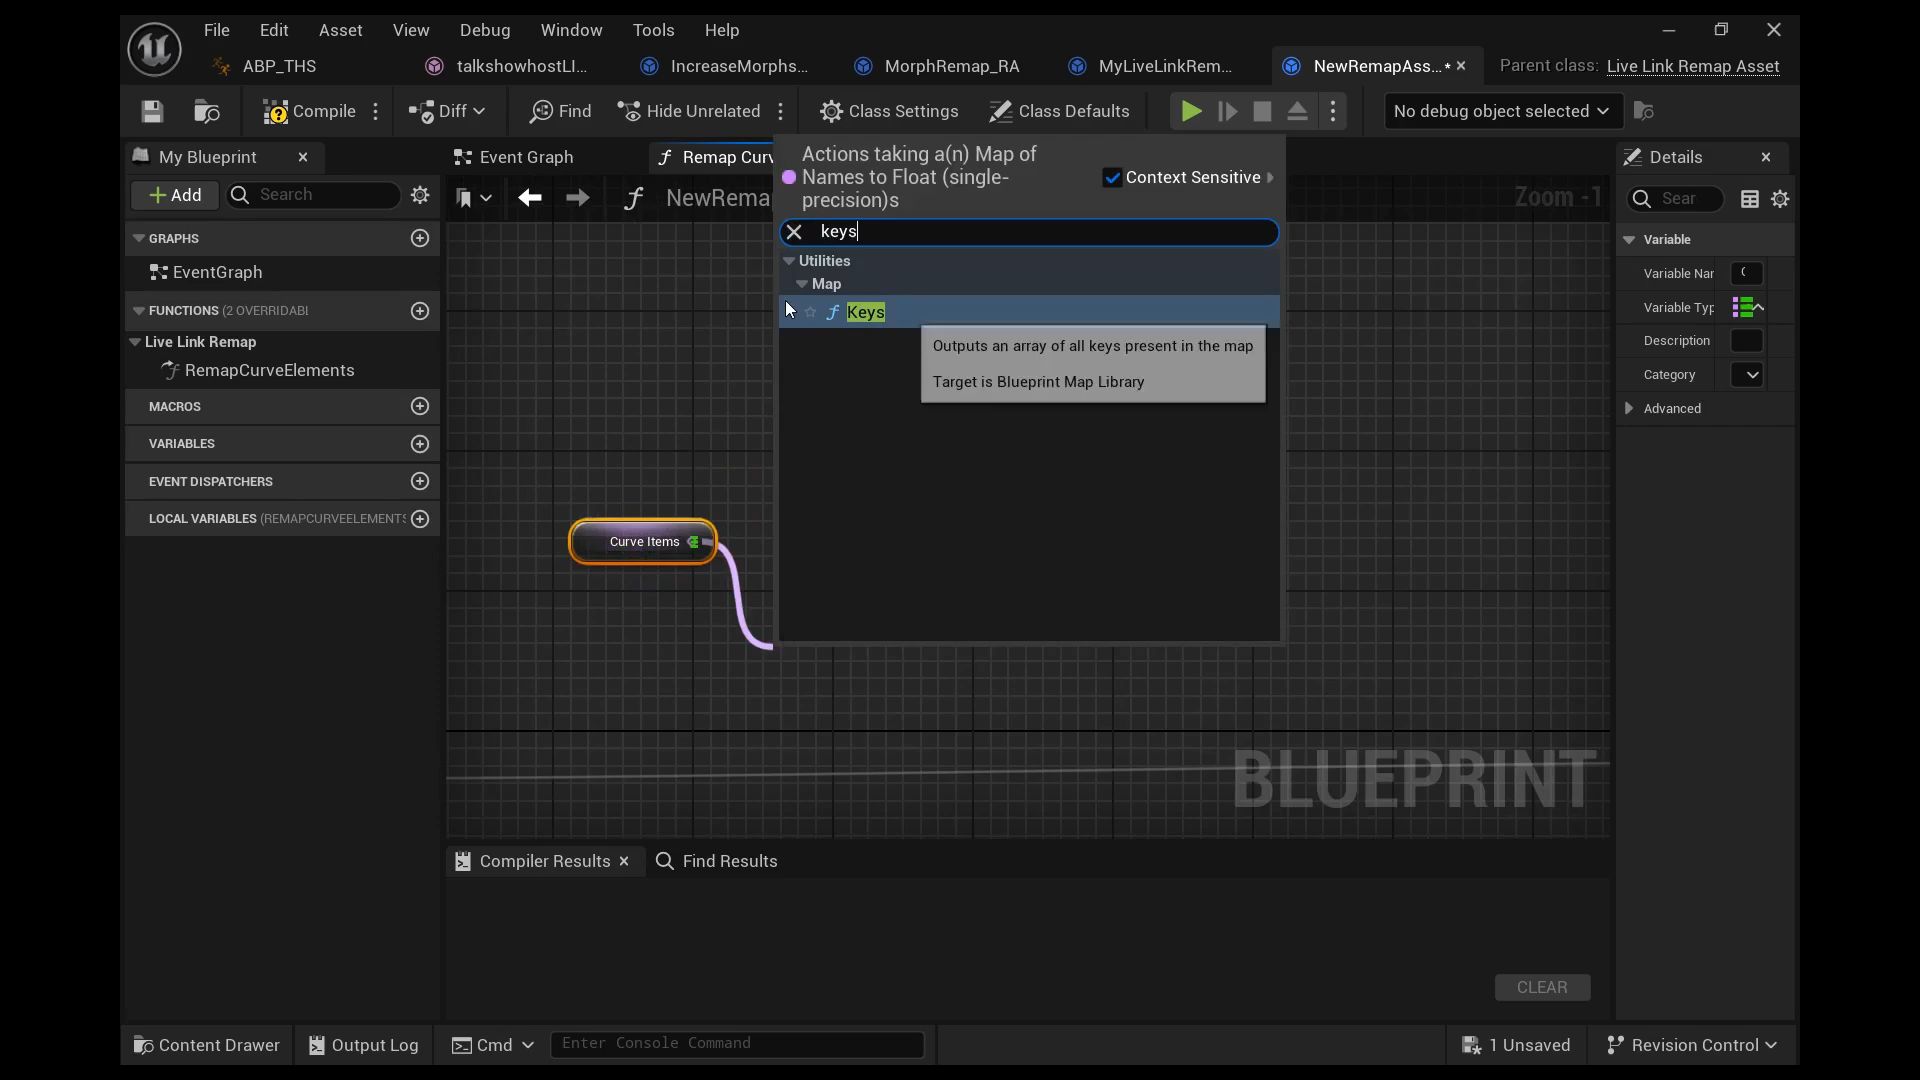 File Edit Asset View Debug Window Tools Help
ABP_THS talkshowhostLI... IncreaseMorphs... MorphRemap_RA MyLiveLinkRem... NewRemapAss...• Parent class: Live Link Remap Asset
Compile Diff Find Hide Unrelated Class Settings Class Defaults No debug object selected
My Blueprint Event Graph Remap Cur Details
Add Search NewRema Zoom -1 Sear
Actions taking a(n) Map of
Names to Float (single-
precision)s
Context Sensitive
keys
Utilities
Map
Keys
Outputs an array of all keys present in the map
Target is Blueprint Map Library
GRAPHS
EventGraph
FUNCTIONS (2 OVERRIDABL
Live Link Remap
RemapCurveElements
MACROS
VARIABLES
EVENT DISPATCHERS
LOCAL VARIABLES (REMAPCURVEELEMENTS
Curve Items
BLUEPRINT
Variable
Variable Nar
Variable Typ
Description
Category
Advanced
Compiler Results Find Results
CLEAR
Content Drawer Output Log Cmd Enter Console Command 1 Unsaved Revision Control